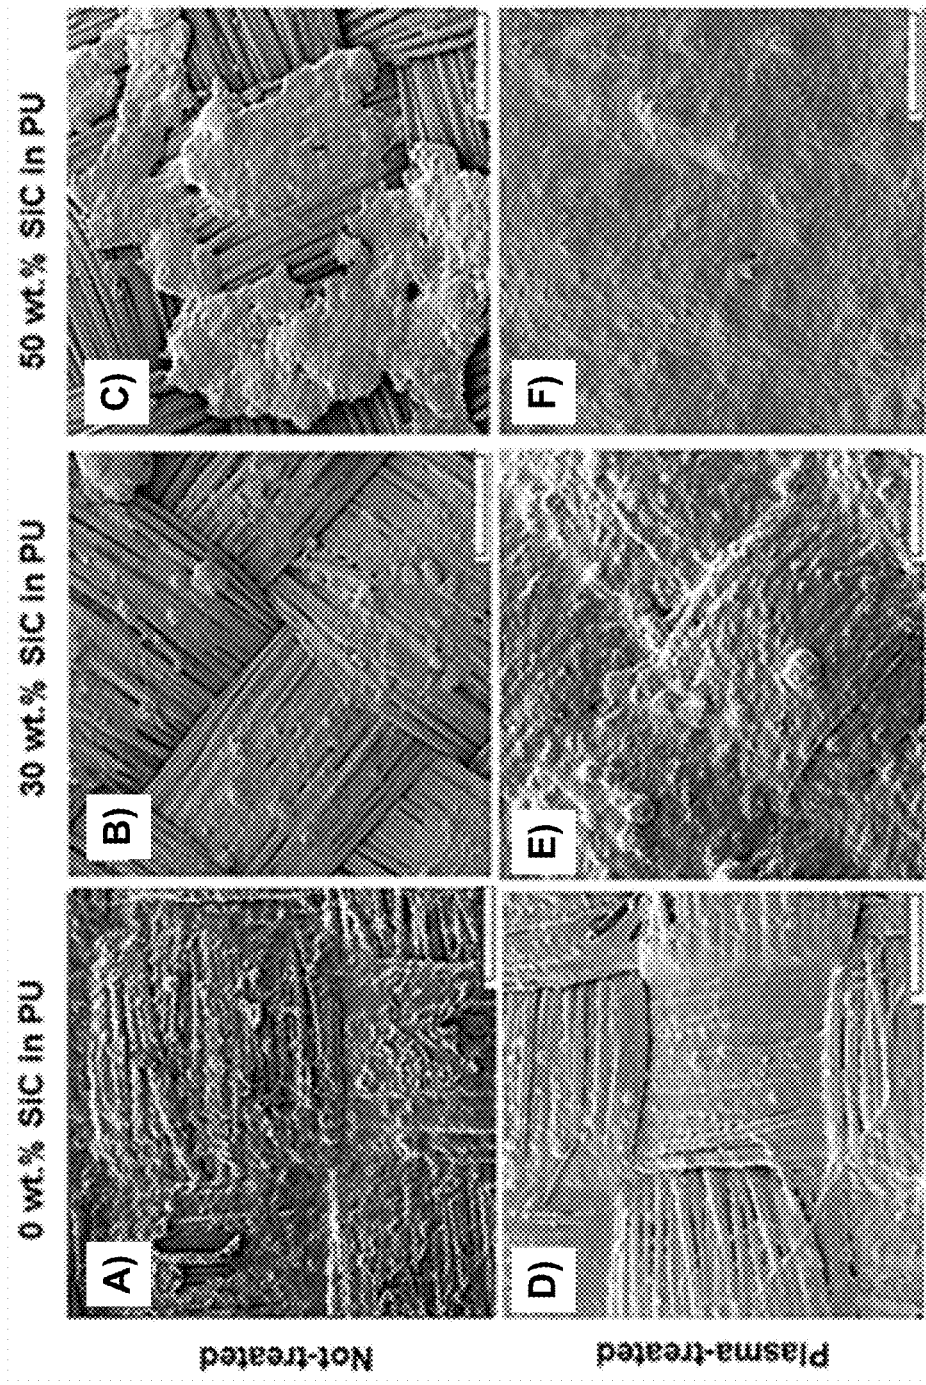 0 wt.% SiC in PU
30 wt.% SiC in PU
50 wt.% SiC in PU
Not-treated
A)
B)
C)
Plasma-treated
D)
E)
F)